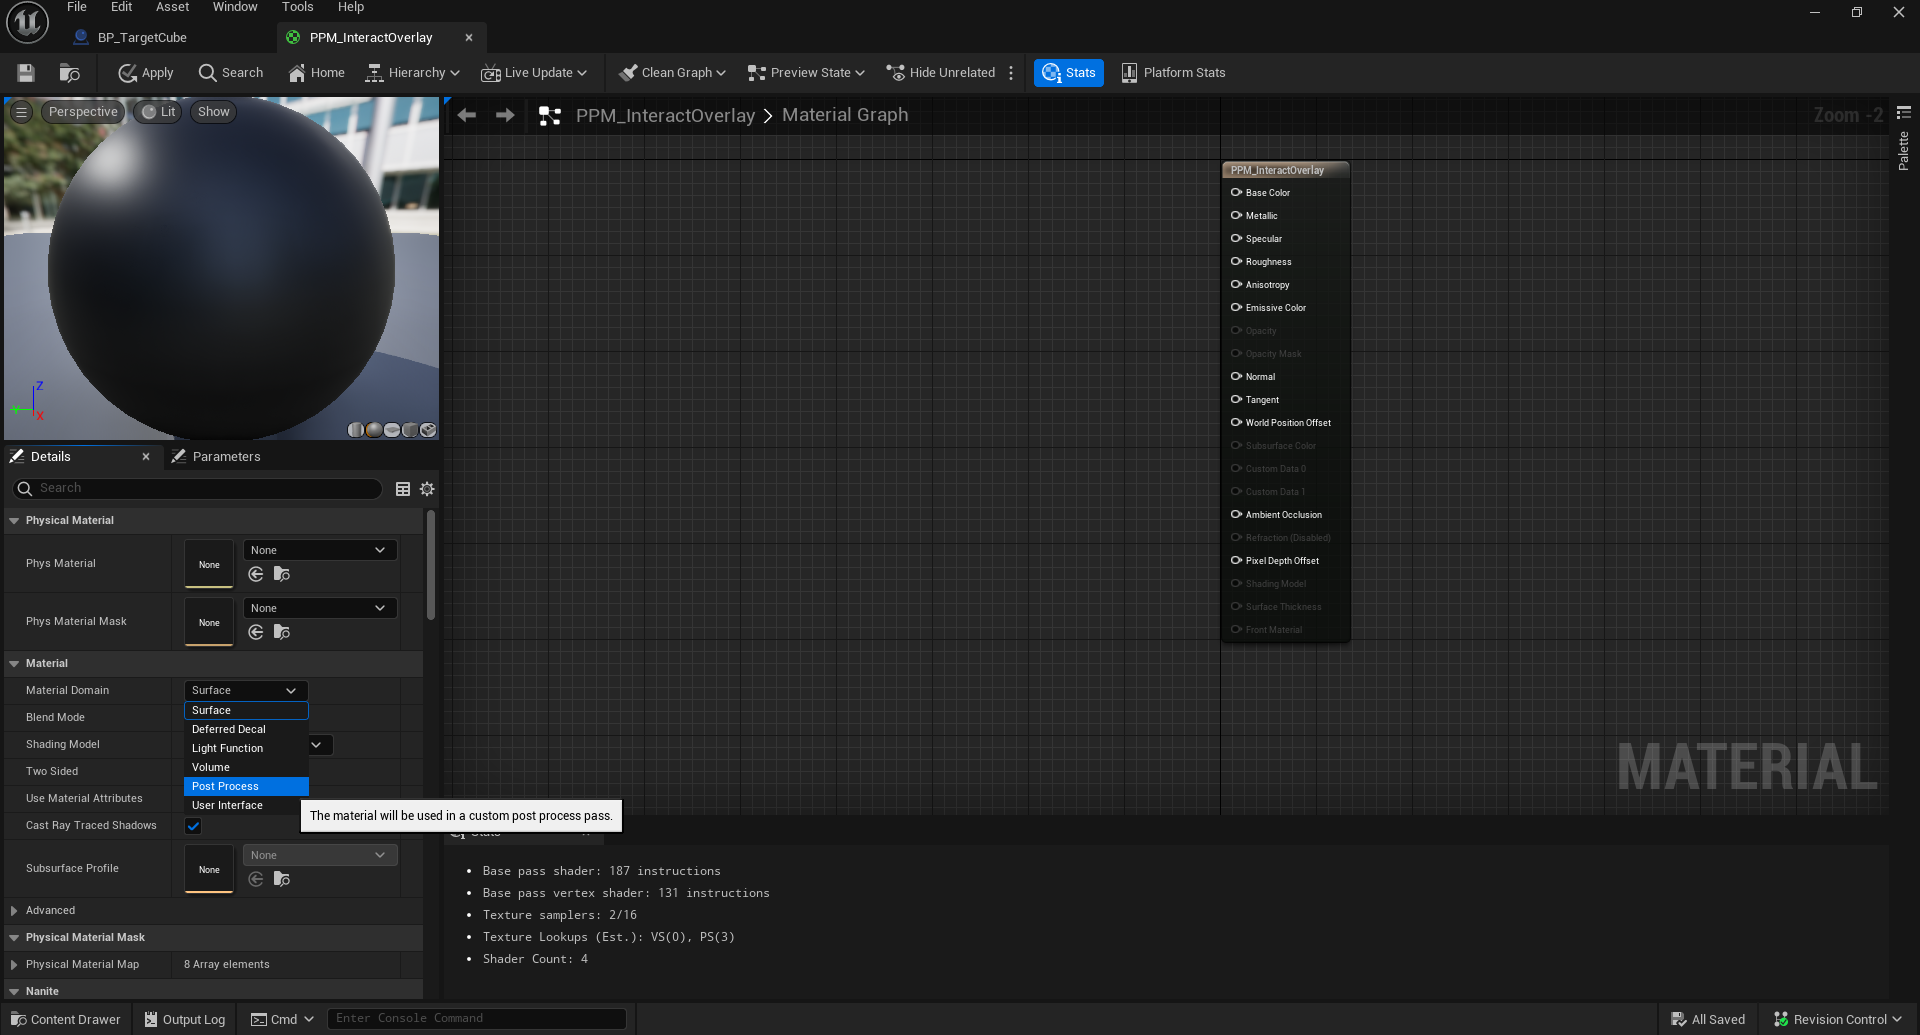 File Edit Asset Window Tools Help
BP_TargetCube
PPM_InteractOverlay
Apply Search Home Hierarchy Live Update Clean Graph Preview State Hide Unrelated Stats Platform Stats
Perspective Lit Show
Z
Y
X
PPM_InteractOverlay > Material Graph
Zoom -2
Palette
PPM_InteractOverlay
Base Color
Metallic
Specular
Roughness
Anisotropy
Emissive Color
Opacity
Opacity Mask
Normal
Tangent
World Position Offset
Subsurface Color
Custom Data 0
Custom Data 1
Ambient Occlusion
Refraction (Disabled)
Pixel Depth Offset
Shading Model
Surface Thickness
Front Material
MATERIAL
Details Parameters
Search
Physical Material
Phys Material None None
Phys Material Mask None None
Material
Material Domain Surface
Surface
Blend Mode
Deferred Decal
Shading Model
Light Function
Two Sided
Volume
Post Process
Use Material Attributes
User Interface
The material will be used in a custom post process pass.
Cast Ray Traced Shadows
Subsurface Profile None None
Advanced
Physical Material Mask
Physical Material Map 8 Array elements
Nanite
Stats
Base pass shader: 187 instructions
Base pass vertex shader: 131 instructions
Texture samplers: 2/16
Texture Lookups (Est.): VS(0), PS(3)
Shader Count: 4
Content Drawer Output Log Cmd Enter Console Command All Saved Revision Control